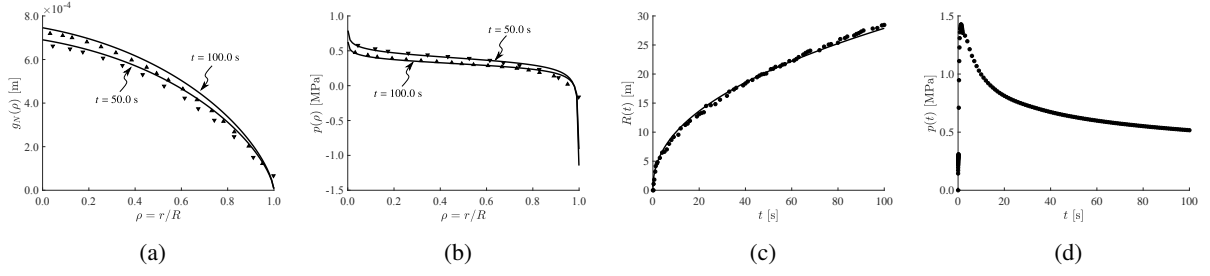 ×10⁻⁴
8.0
6.0
4.0
2.0
0.0
g_N(ρ) [m]
t = 100.0 s
t = 50.0 s
0.0 0.2 0.4 0.6 0.8 1.0
ρ = r/R
(a)
1.5
1.0
0.5
0.0
-0.5
-1.0
-1.5
p(ρ) [MPa]
t = 50.0 s
t = 100.0 s
0.0 0.2 0.4 0.6 0.8 1.0
ρ = r/R
(b)
30
25
20
15
10
5
0
R(t) [m]
0 20 40 60 80 100
t [s]
(c)
1.5
1.0
0.5
0.0
p(t) [MPa]
0 20 40 60 80 100
t [s]
(d)